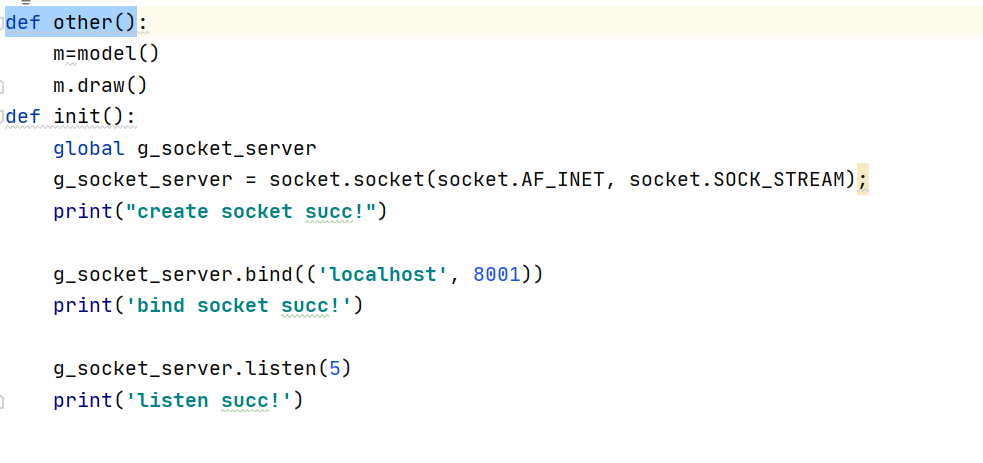 def other():
    m=model()
    m.draw()
def init():
    global g_socket_server
    g_socket_server = socket.socket(socket.AF_INET, socket.SOCK_STREAM);
    print("create socket succ!")
    g_socket_server.bind(('localhost', 8001))
    print('bind socket succ!')
    g_socket_server.listen(5)
    print('listen succ!')